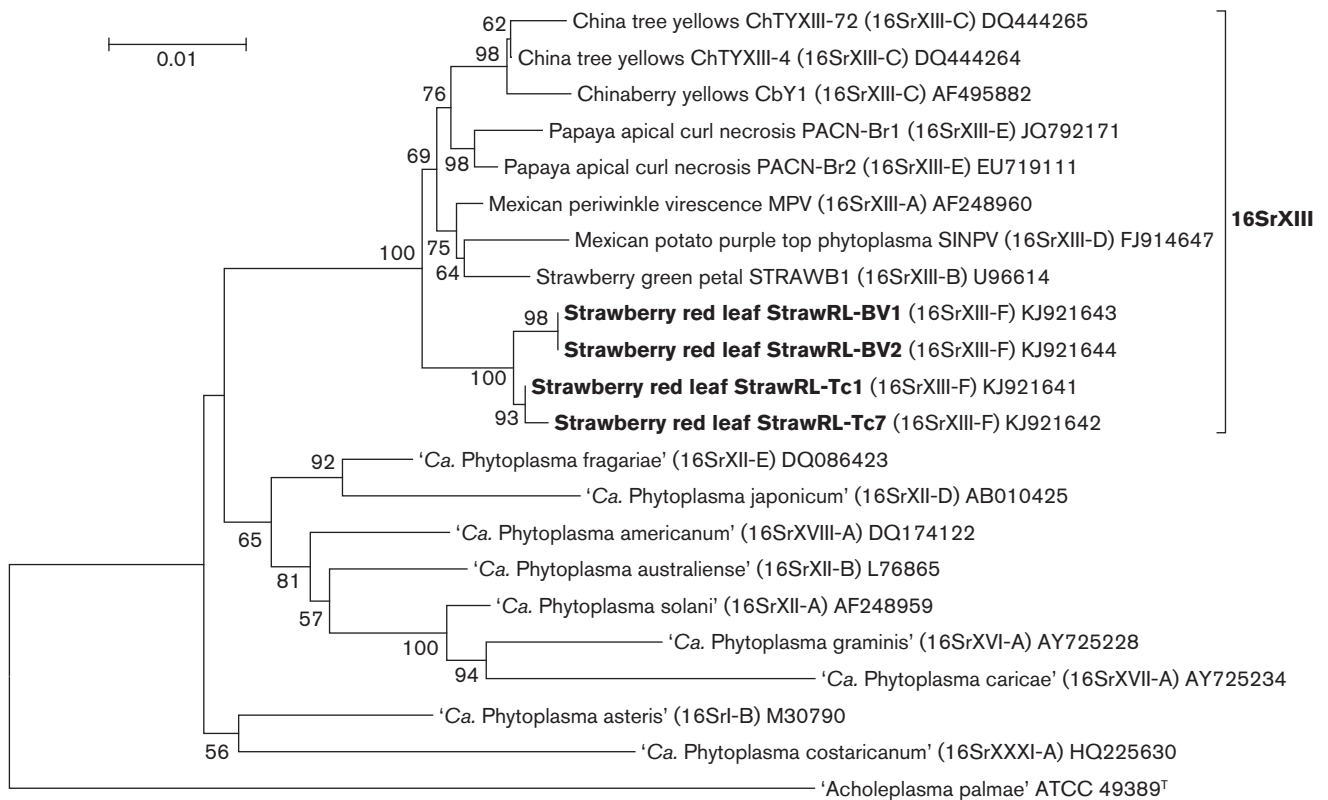 0.01
62
China tree yellows ChTYXIII-72 (16SrXIII-C) DQ444265
98
China tree yellows ChTYXIII-4 (16SrXIII-C) DQ444264
76
Chinaberry yellows CbY1 (16SrXIII-C) AF495882
Papaya apical curl necrosis PACN-Br1 (16SrXIII-E) JQ792171
69
98
Papaya apical curl necrosis PACN-Br2 (16SrXIII-E) EU719111
Mexican periwinkle virescence MPV (16SrXIII-A) AF248960
16SrXIII
100
75
Mexican potato purple top phytoplasma SINPV (16SrXIII-D) FJ914647
64
Strawberry green petal STRAWB1 (16SrXIII-B) U96614
98
Strawberry red leaf StrawRL-BV1 (16SrXIII-F) KJ921643
Strawberry red leaf StrawRL-BV2 (16SrXIII-F) KJ921644
100
Strawberry red leaf StrawRL-Tc1 (16SrXIII-F) KJ921641
93
Strawberry red leaf StrawRL-Tc7 (16SrXIII-F) KJ921642
92
‘Ca. Phytoplasma fragariae’ (16SrXII-E) DQ086423
‘Ca. Phytoplasma japonicum’ (16SrXII-D) AB010425
65
‘Ca. Phytoplasma americanum’ (16SrXVIII-A) DQ174122
81
‘Ca. Phytoplasma australiense’ (16SrXII-B) L76865
57
‘Ca. Phytoplasma solani’ (16SrXII-A) AF248959
100
‘Ca. Phytoplasma graminis’ (16SrXVI-A) AY725228
94
‘Ca. Phytoplasma caricae’ (16SrXVII-A) AY725234
‘Ca. Phytoplasma asteris’ (16SrI-B) M30790
56
‘Ca. Phytoplasma costaricanum’ (16SrXXXI-A) HQ225630
‘Acholeplasma palmae’ ATCC 49389ᵀ